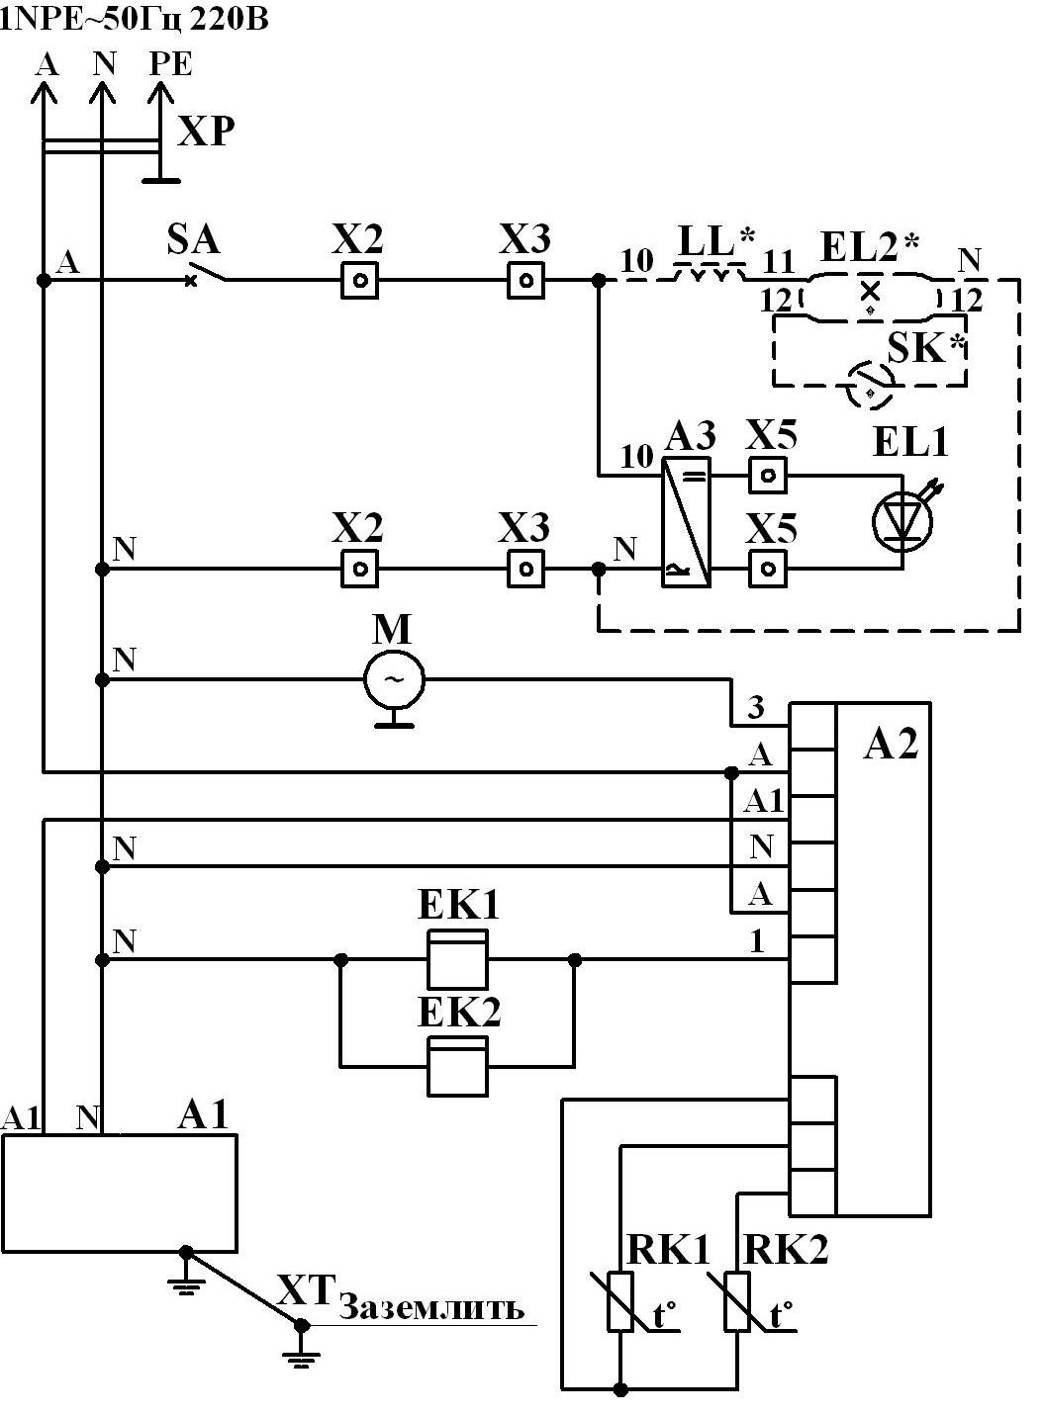 1NPE~50Гц 220В
A N PE
XP
A SA X2 X3 10 LL* 11 EL2* N
12 12
SK*
10 A3 X5 EL1
N X2 X3 N X5
N M ~
3
A A2
A1
N N
A
EK1
N 1
EK2
A1 N A1
RK1 RK2
XT Заземлить t° t°